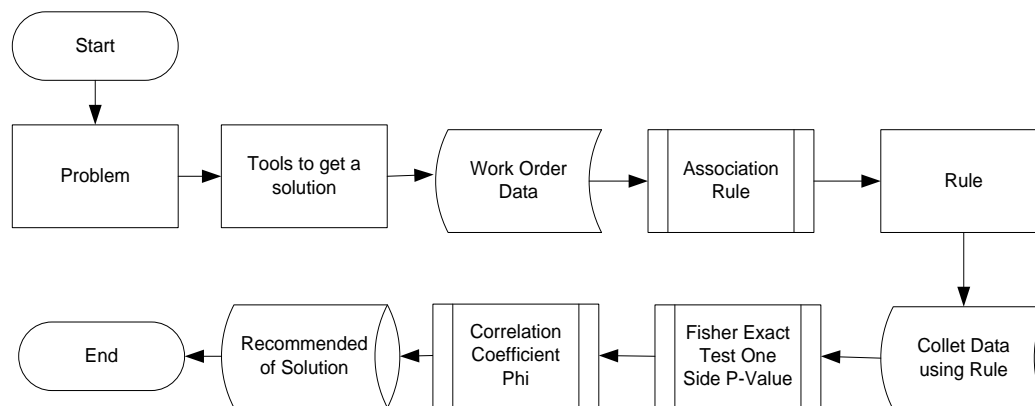 Start
Problem
Tools to get a
solution
Work Order
Data
Association
Rule
Rule
Collet Data
using Rule
Fisher Exact
Test One
Side P-Value
Correlation
Coefficient
Phi
Recommended
of Solution
End